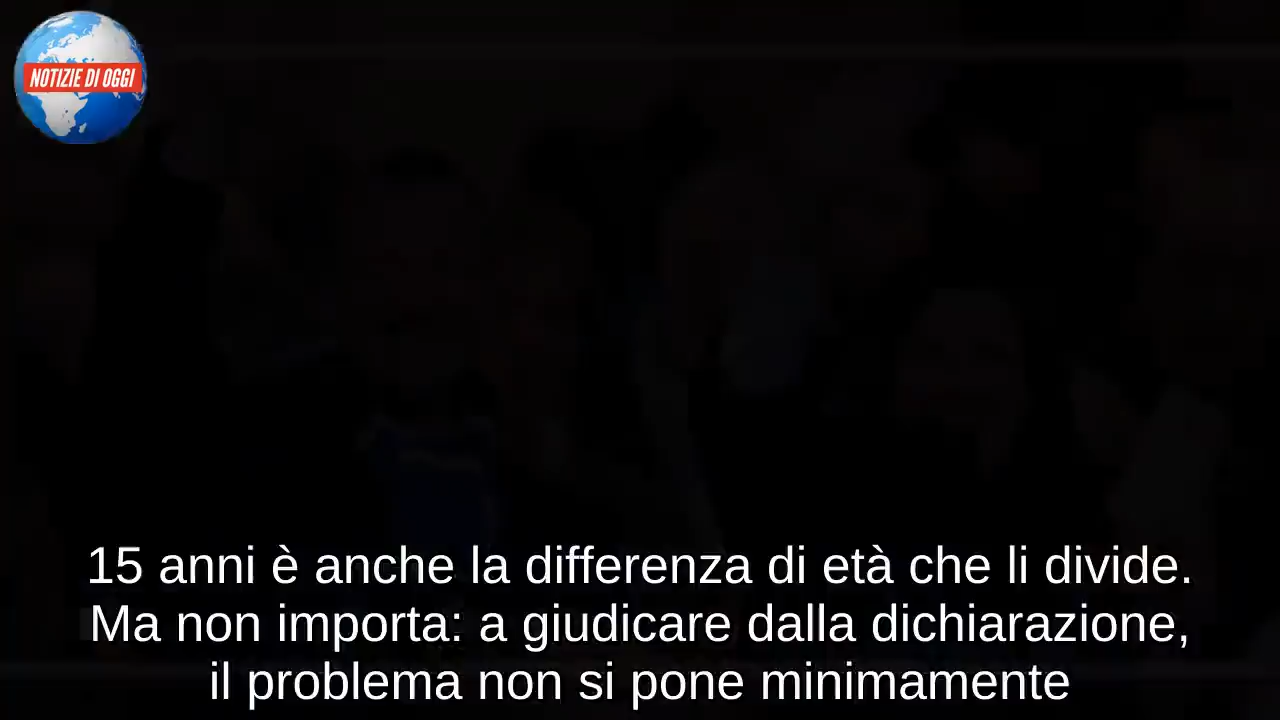 NOTIZIE DI OGGI
15 anni è anche la differenza di età che li divide.
Ma non importa: a giudicare dalla dichiarazione,
il problema non si pone minimamente